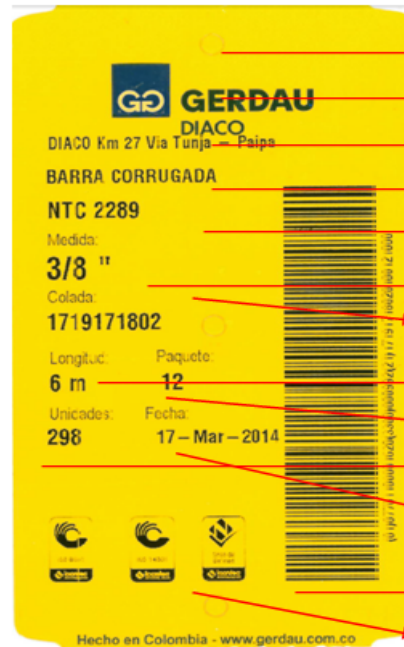 GG GERDAU
DIACO
DIACO Km 27 Via Tunja – Paipa
BARRA CORRUGADA
NTC 2289
Medida:
3/8 "
Colada:
1719171802
Longitud: Paquete:
6 m 12
Unidades: Fecha:
298 17–Mar–2014
Hecho en Colombia - www.gerdau.com.co